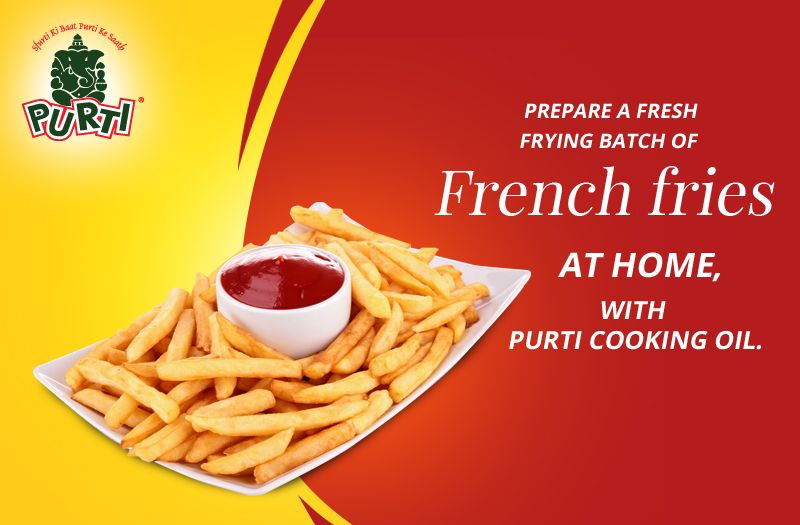 Spurti Ki Baat Purti Ke Saath
PURTI®
PREPARE A FRESH
FRYING BATCH OF
French fries
AT HOME,
WITH
PURTI COOKING OIL.